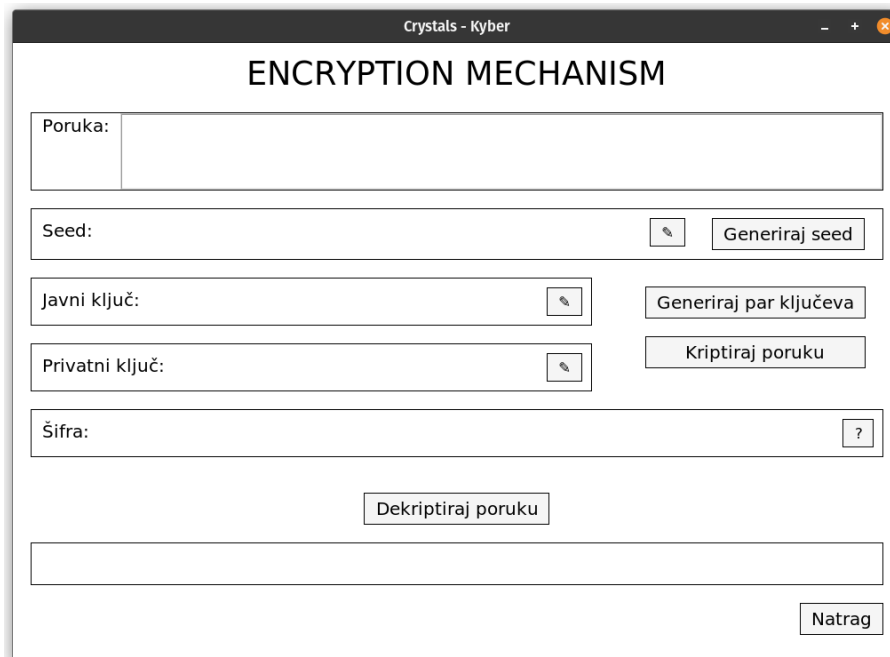 Crystals - Kyber
ENCRYPTION MECHANISM
Poruka:
Seed:
Generiraj seed
Javni ključ:
Generiraj par ključeva
Kriptiraj poruku
Privatni ključ:
Šifra:
?
Dekriptiraj poruku
Natrag